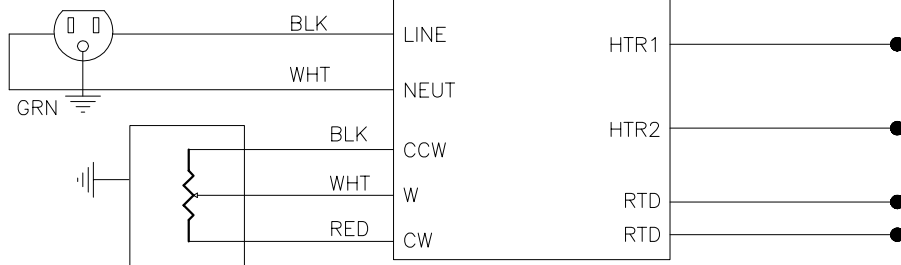 BLK
LINE
HTR1
WHT
NEUT
GRN
BLK
CCW
HTR2
WHT
W
RTD
RED
CW
RTD